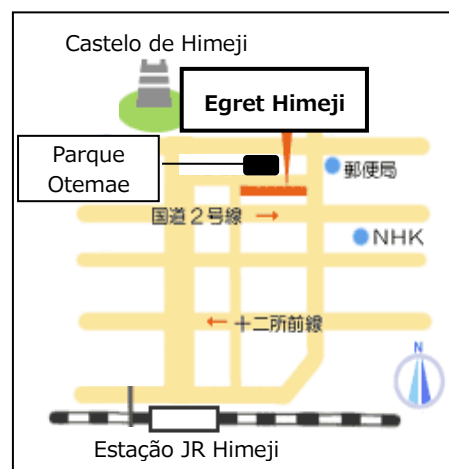 Castelo de Himeji
Egret Himeji
Parque
Otemae
郵便局
国道２号線 →
NHK
← 十二所前線
N
Estação JR Himeji